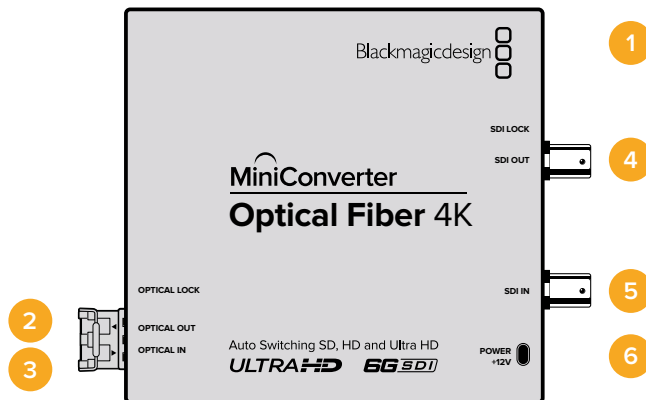 Blackmagicdesign
1
SDI LOCK
SDI OUT
4
MiniConverter
Optical Fiber 4K
OPTICAL LOCK
SDI IN
5
2
OPTICAL OUT
OPTICAL IN
3
Auto Switching SD, HD and Ultra HD
ULTRAHD 6G SDI
POWER
+12V
6